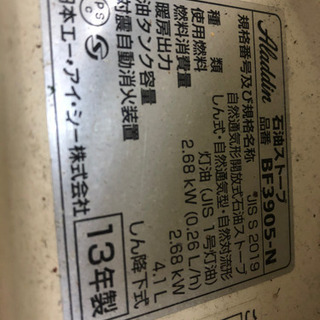 Aladdin
石油ストーブ
品番 BF3905-N
規格番号及び規格名称 *JIS S 2019
自然通気形開放式石油ストーブ
種類 しん式・自然通気型・自然対流形
使用燃料 灯油(JIS 1号灯油)
燃料消費量 2.68 kW (0.26 L/h)
暖房出力 2.68 kW
油タンク容量 4.1L
対震自動消火装置 しん降下式
日本エー・アイ・シー株式会社 13年製
PS
C
S